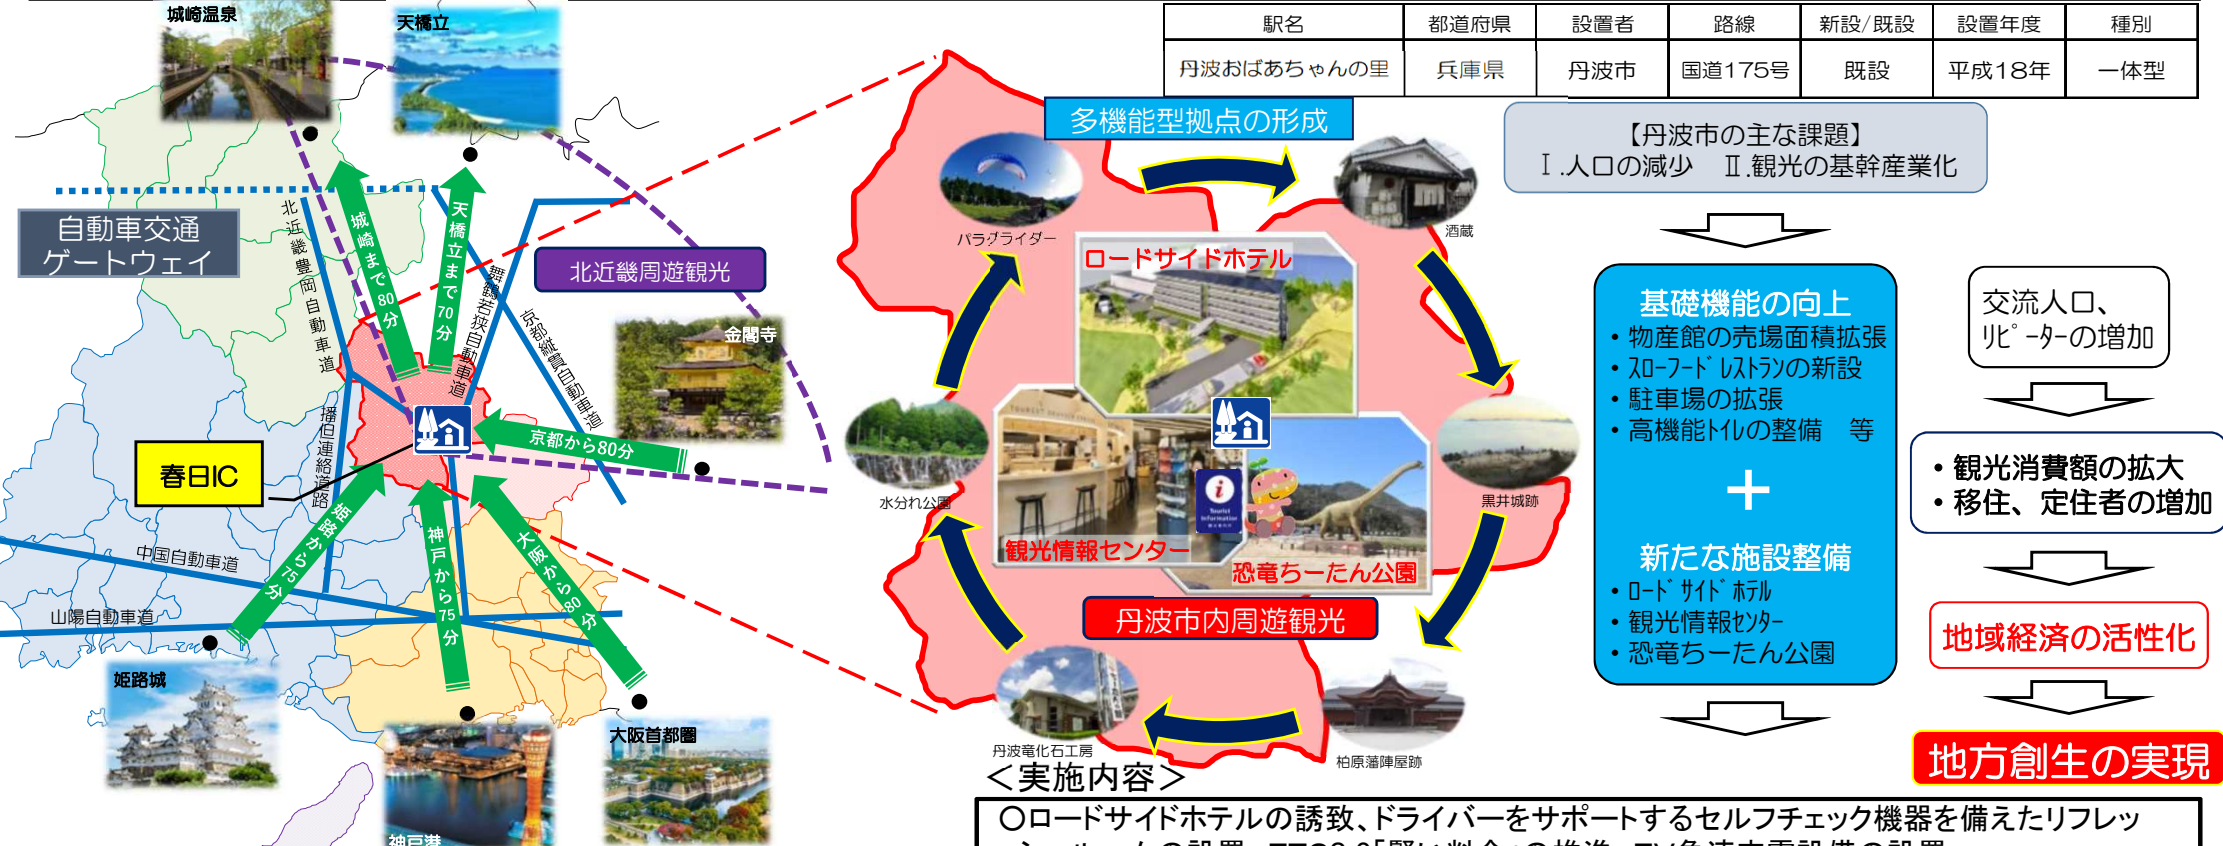 駅名 都道府県 設置者 路線 新設/既設 設置年度 種別
丹波おばあちゃんの里 兵庫県 丹波市 国道175号 既設 平成18年 一体型
城崎温泉
天橋立
自動車交通
ゲートウェイ
北近畿豊岡自動車道
城崎まで80分
天橋立まで70分
舞鶴若狭自動車道
京都縦貫自動車道
北近畿周遊観光
金閣寺
京都から80分
春日IC
播但連絡道路
中国自動車道
山陽自動車道
姫路から75分
神戸から75分
大阪から80分
姫路城
神戸港
大阪首都圏
多機能型拠点の形成
パラグライダー
酒蔵
ロードサイドホテル
水分れ公園
黒井城跡
i
Tourist
Information
観光情報センター
恐竜ちーたん公園
丹波市内周遊観光
丹波竜化石工房
柏原藩陣屋跡
【丹波市の主な課題】
Ⅰ.人口の減少 Ⅱ.観光の基幹産業化
基礎機能の向上
・物産館の売場面積拡張
・ｽﾛｰﾌｰﾄﾞﾚｽﾄﾗﾝの新設
・駐車場の拡張
・高機能ﾄｲﾚの整備 等
＋
新たな施設整備
・ﾛｰﾄﾞｻｲﾄﾞﾎﾃﾙ
・観光情報ｾﾝﾀｰ
・恐竜ちーたん公園
交流人口、
ﾘﾋﾟｰﾀｰの増加
・観光消費額の拡大
・移住、定住者の増加
地域経済の活性化
地方創生の実現
＜実施内容＞
〇ロードサイドホテルの誘致、ドライバーをサポートするセルフチェック機器を備えたリフレッ